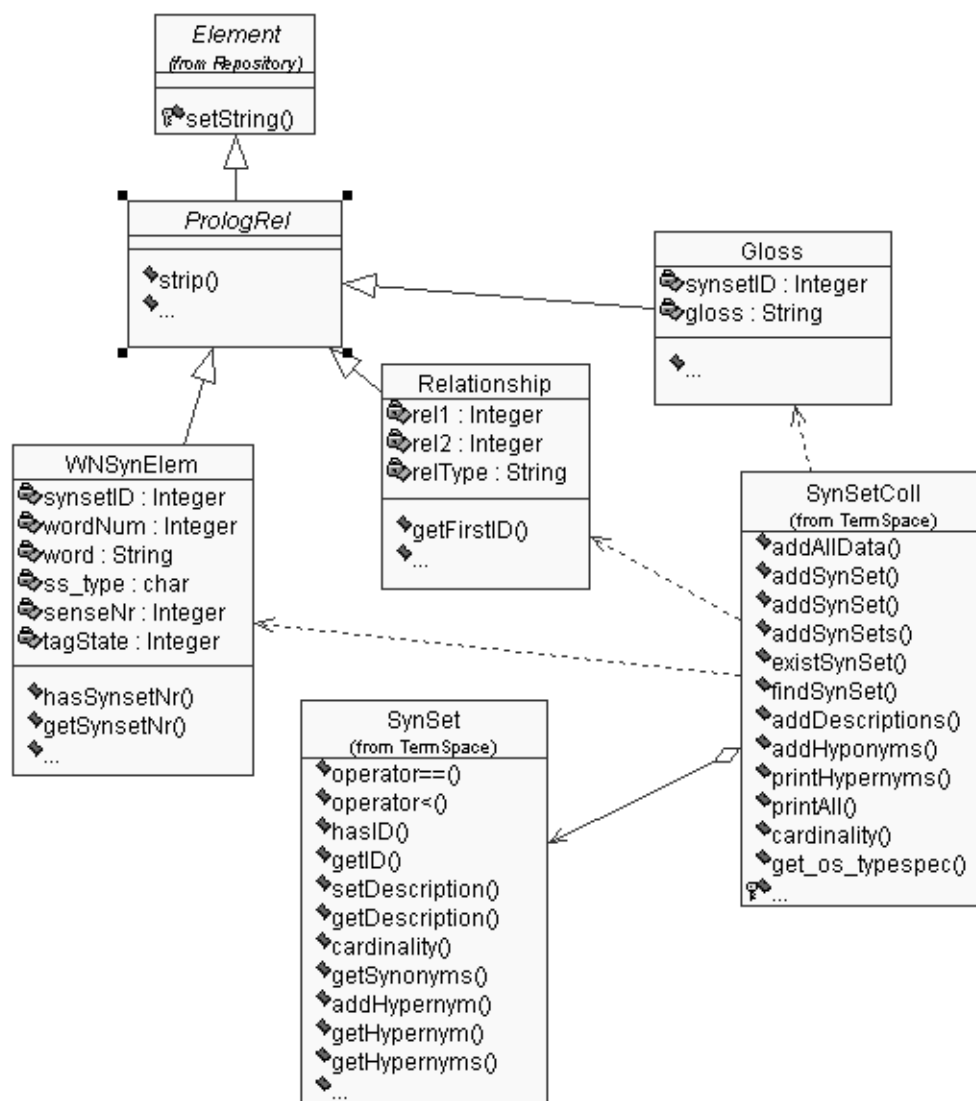 Element
(from Repository)
setString()
PrologRel
strip()
...
Gloss
synsetID : Integer
gloss : String
...
Relationship
rel1 : Integer
rel2 : Integer
relType : String
getFirstID()
...
WNSynElem
synsetID : Integer
wordNum : Integer
word : String
ss_type : char
senseNr : Integer
tagState : Integer
hasSynsetNr()
getSynsetNr()
...
SynSetColl
(from TermSpace)
addAllData()
addSynSet()
addSynSet()
addSynSets()
existSynSet()
findSynSet()
addDescriptions()
addHyponyms()
printHypernyms()
printAll()
cardinality()
get_os_typespec()
...
SynSet
(from TermSpace)
operator==()
operator<()
hasID()
getID()
setDescription()
getDescription()
cardinality()
getSynonyms()
addHypernym()
getHypernym()
getHypernyms()
...